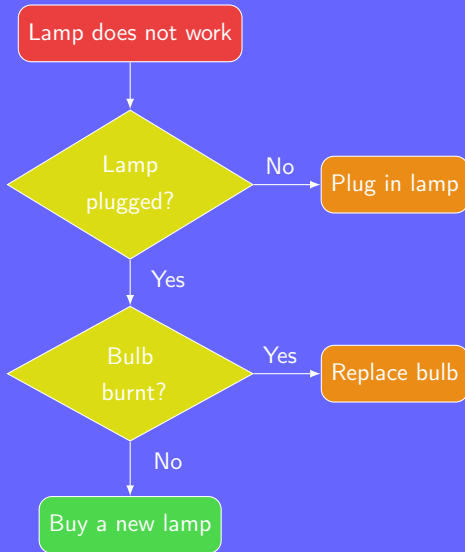 Lamp does not work
Lamp
plugged?
No
Plug in lamp
Yes
Bulb
burnt?
Yes
Replace bulb
No
Buy a new lamp